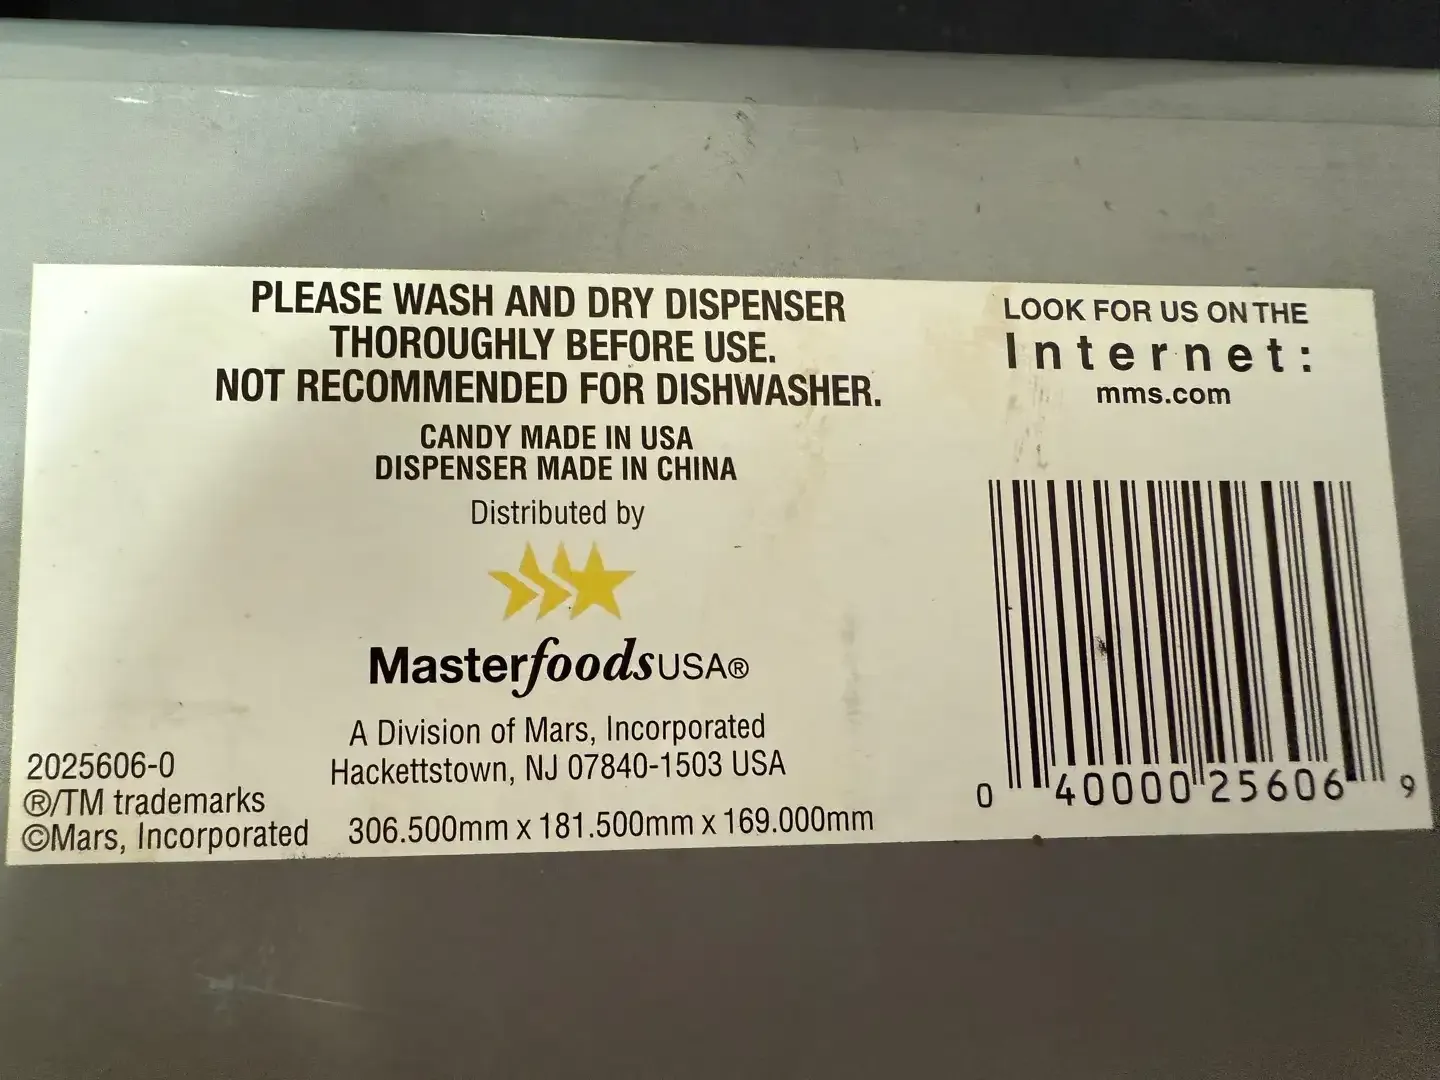 PLEASE WASH AND DRY DISPENSER
THOROUGHLY BEFORE USE.
NOT RECOMMENDED FOR DISHWASHER.
CANDY MADE IN USA
DISPENSER MADE IN CHINA
Distributed by
MasterfoodsUSA®
A Division of Mars, Incorporated
Hackettstown, NJ 07840-1503 USA
306.500mm x 181.500mm x 169.000mm
2025606-0
®/TM trademarks
©Mars, Incorporated
LOOK FOR US ON THE
Internet:
mms.com
0 40000 25606 9